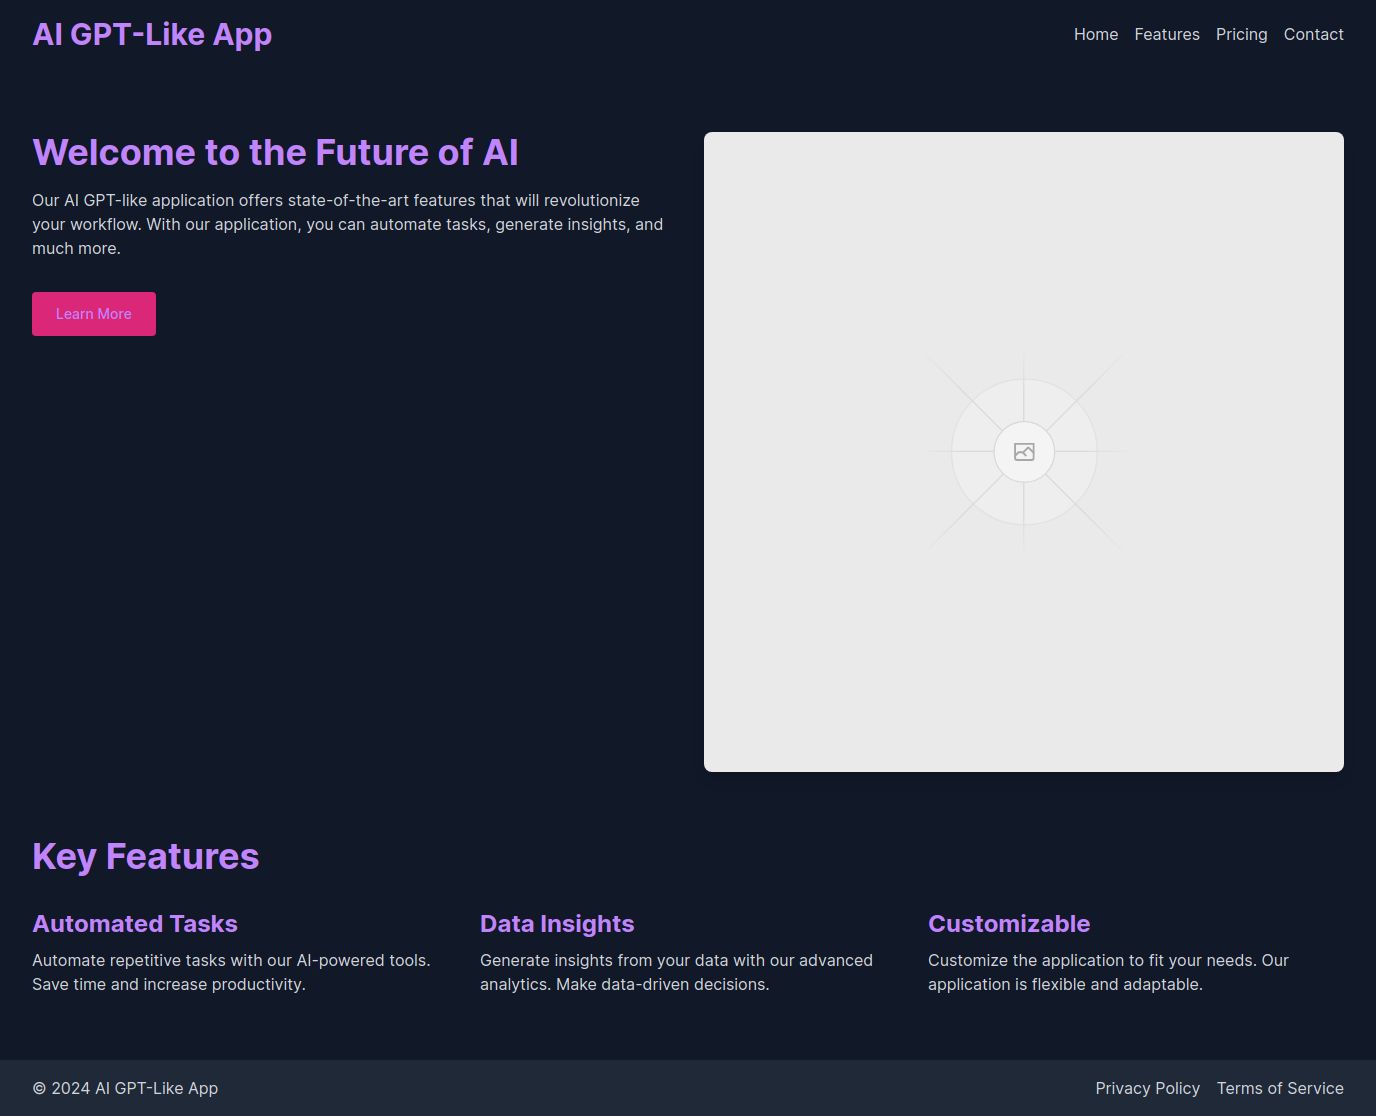 AI GPT-Like App
Home Features Pricing Contact
Welcome to the Future of AI
Our AI GPT-like application offers state-of-the-art features that will revolutionize
your workflow. With our application, you can automate tasks, generate insights, and
much more.
Learn More
Key Features
Automated Tasks
Automate repetitive tasks with our AI-powered tools.
Save time and increase productivity.
Data Insights
Generate insights from your data with our advanced
analytics. Make data-driven decisions.
Customizable
Customize the application to fit your needs. Our
application is flexible and adaptable.
© 2024 AI GPT-Like App
Privacy Policy Terms of Service